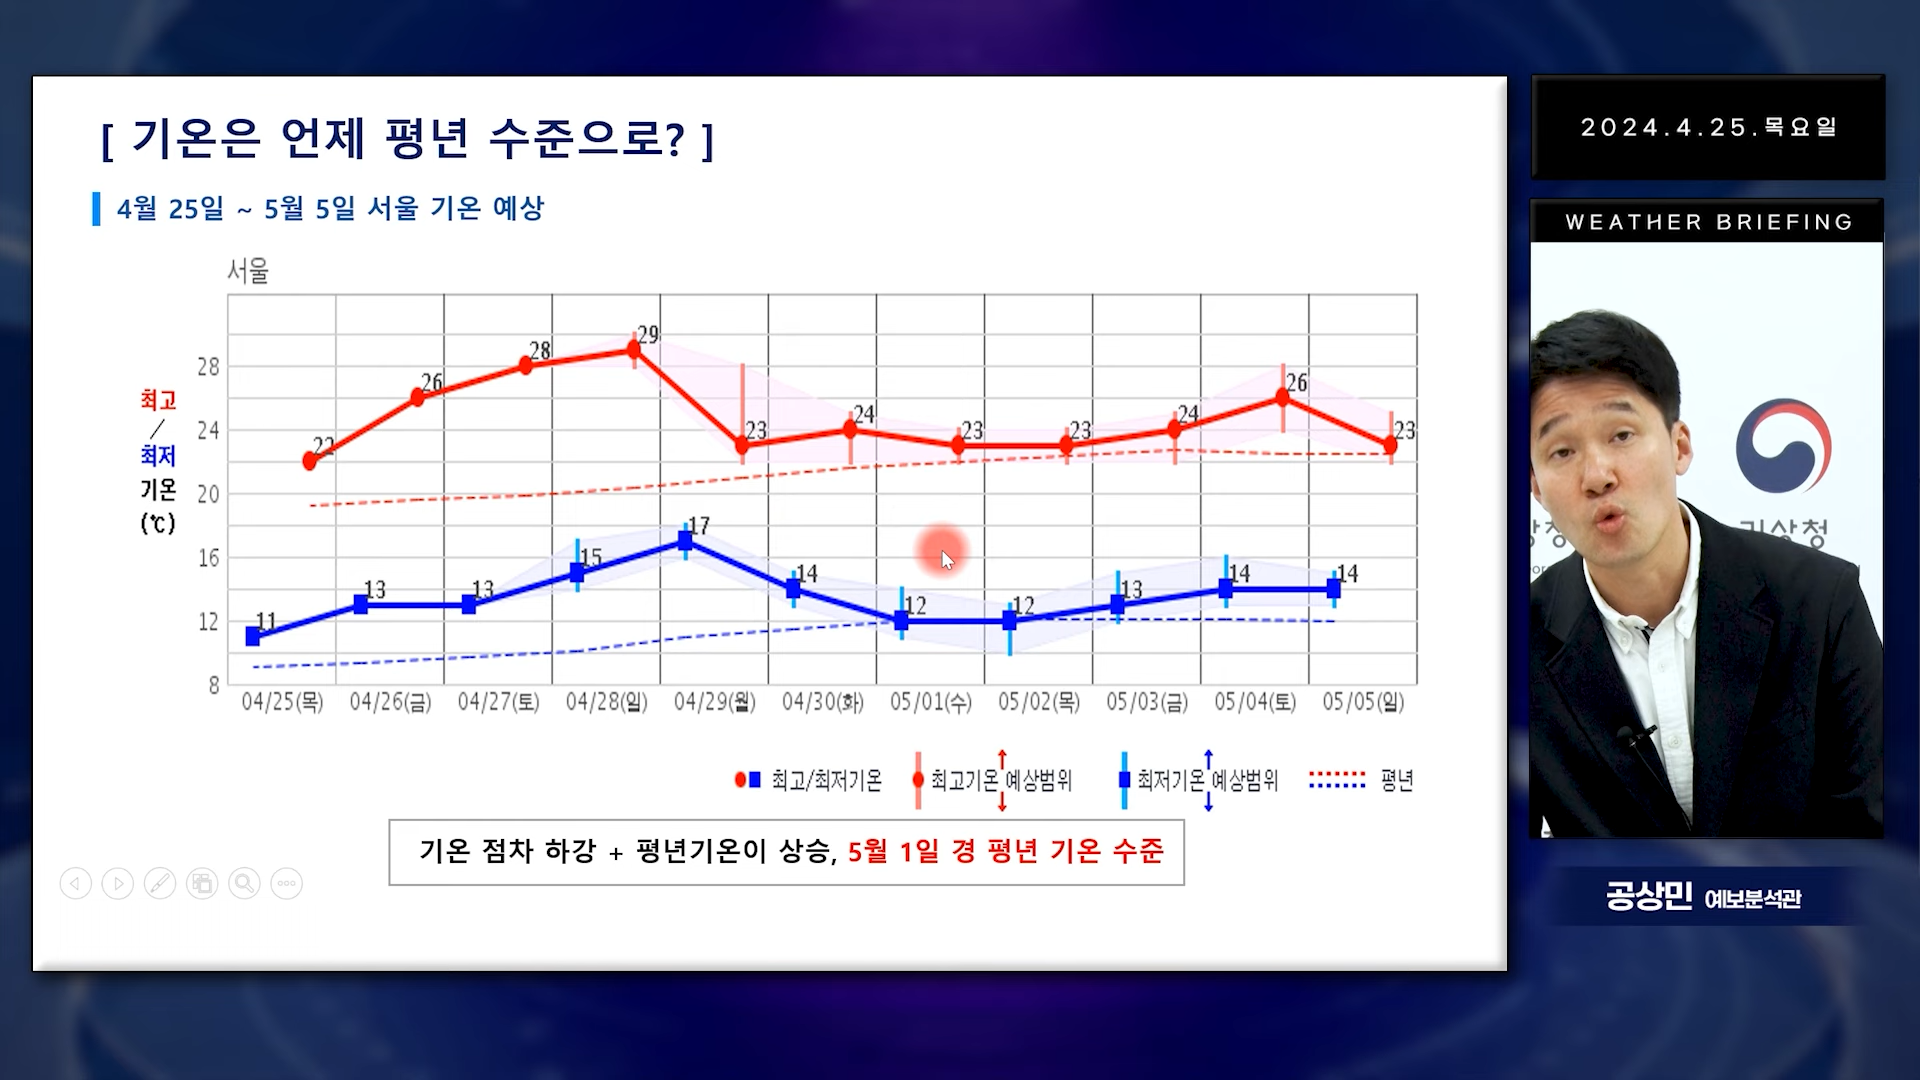 [ 기온은 언제 평년 수준으로? ]
4월 25일 ~ 5월 5일 서울 기온 예상
서울
최고
/
최저
기온
(℃)
28
24
20
16
12
8
22 26 28 29 23 24 23 23 24 26 23
11 13 13 15 17 14 12 12 13 14 14
04/25(목) 04/26(금) 04/27(토) 04/28(일) 04/29(월) 04/30(화) 05/01(수) 05/02(목) 05/03(금) 05/04(토) 05/05(일)
최고/최저기온 최고기온 예상범위 최저기온 예상범위 평년
기온 점차 하강 + 평년기온이 상승, 5월 1일 경 평년 기온 수준
2024.4.25.목요일
WEATHER BRIEFING
기상청
공상민 예보분석관